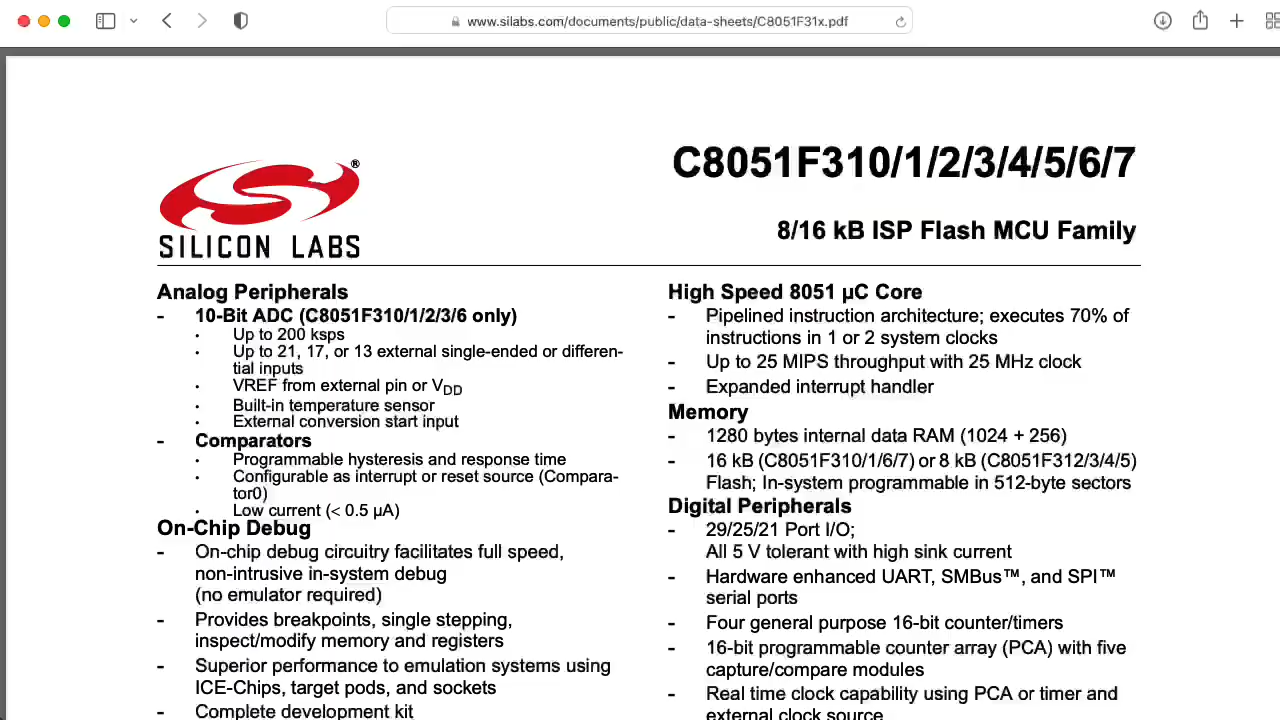 www.silabs.com/documents/public/data-sheets/C8051F31x.pdf
®
SILICON LABS
C8051F310/1/2/3/4/5/6/7
8/16 kB ISP Flash MCU Family
Analog Peripherals
- 10-Bit ADC (C8051F310/1/2/3/6 only)
• Up to 200 ksps
• Up to 21, 17, or 13 external single-ended or differen-
tial inputs
• VREF from external pin or VDD
• Built-in temperature sensor
• External conversion start input
- Comparators
• Programmable hysteresis and response time
• Configurable as interrupt or reset source (Compara-
tor0)
• Low current (< 0.5 µA)
On-Chip Debug
- On-chip debug circuitry facilitates full speed,
non-intrusive in-system debug
(no emulator required)
- Provides breakpoints, single stepping,
inspect/modify memory and registers
- Superior performance to emulation systems using
ICE-Chips, target pods, and sockets
- Complete development kit
High Speed 8051 µC Core
- Pipelined instruction architecture; executes 70% of
instructions in 1 or 2 system clocks
- Up to 25 MIPS throughput with 25 MHz clock
- Expanded interrupt handler
Memory
- 1280 bytes internal data RAM (1024 + 256)
- 16 kB (C8051F310/1/6/7) or 8 kB (C8051F312/3/4/5)
Flash; In-system programmable in 512-byte sectors
Digital Peripherals
- 29/25/21 Port I/O;
All 5 V tolerant with high sink current
- Hardware enhanced UART, SMBus™, and SPI™
serial ports
- Four general purpose 16-bit counter/timers
- 16-bit programmable counter array (PCA) with five
capture/compare modules
- Real time clock capability using PCA or timer and
external clock source